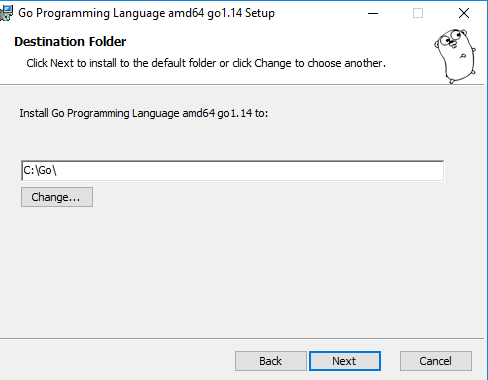 Go Programming Language amd64 go1.14 Setup
Destination Folder
Click Next to install to the default folder or click Change to choose another.
Install Go Programming Language amd64 go1.14 to:
C:\Go\
Change...
Back
Next
Cancel